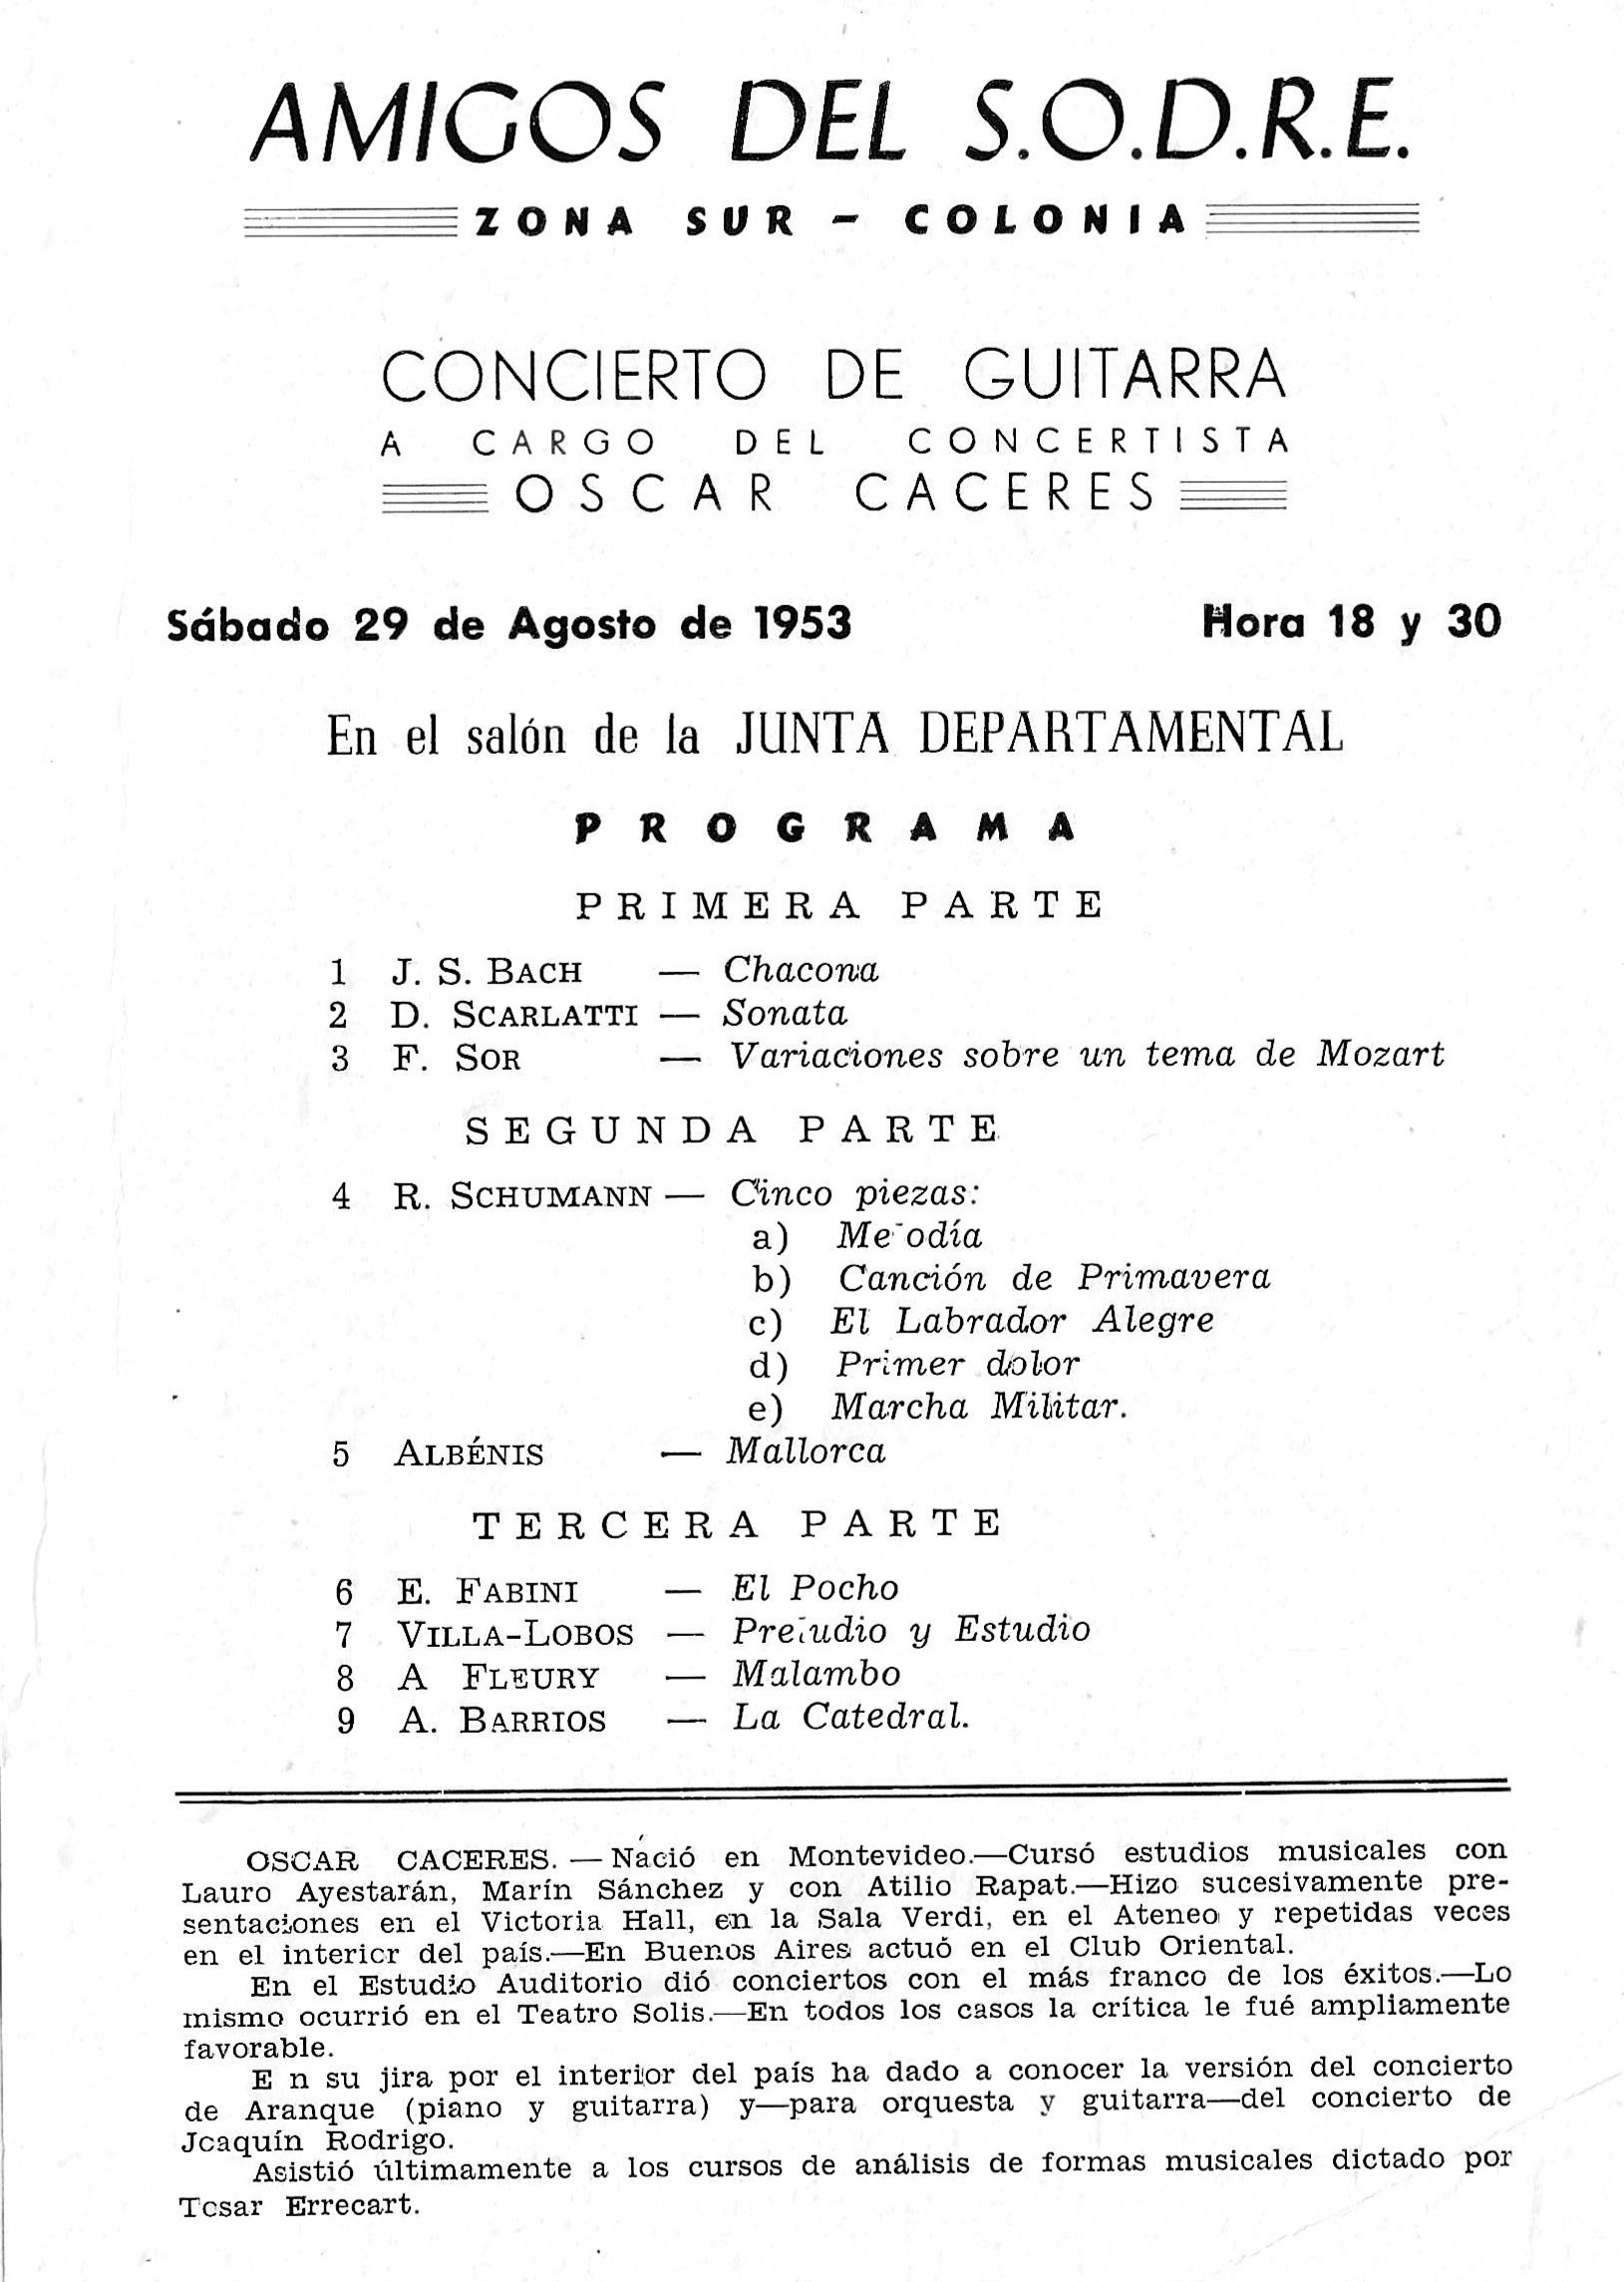 AMIGOS DEL S.O.D.R.E.
ZONA SUR - COLONIA
CONCIERTO DE GUITARRA
A CARGO DEL CONCERTISTA
OSCAR CACERES
Sábado 29 de Agosto de 1953 Hora 18 y 30
En el salón de la JUNTA DEPARTAMENTAL
PROGRAMA
PRIMERA PARTE
1 J. S. BACH — Chacona
2 D. SCARLATTI — Sonata
3 F. SOR — Variaciones sobre un tema de Mozart
SEGUNDA PARTE
4 R. SCHUMANN — Cinco piezas:
a) Melodía
b) Canción de Primavera
c) El Labrador Alegre
d) Primer dolor
e) Marcha Militar.
5 ALBÉNIS — Mallorca
TERCERA PARTE
6 E. FABINI — El Pocho
7 VILLA-LOBOS — Preludio y Estudio
8 A FLEURY — Malambo
9 A. BARRIOS — La Catedral.
OSCAR CACERES. — Nació en Montevideo.—Cursó estudios musicales con
Lauro Ayestarán, Marín Sánchez y con Atilio Rapat.—Hizo sucesivamente pre-
sentaciones en el Victoria Hall, en la Sala Verdi, en el Ateneo y repetidas veces
en el interior del país.—En Buenos Aires actuó en el Club Oriental.
En el Estudio Auditorio dió conciertos con el más franco de los éxitos.—Lo
mismo ocurrió en el Teatro Solis.—En todos los casos la crítica le fué ampliamente
favorable.
E n su jira por el interior del país ha dado a conocer la versión del concierto
de Aranque (piano y guitarra) y—para orquesta y guitarra—del concierto de
Joaquín Rodrigo.
Asistió últimamente a los cursos de análisis de formas musicales dictado por
Tosar Errecart.